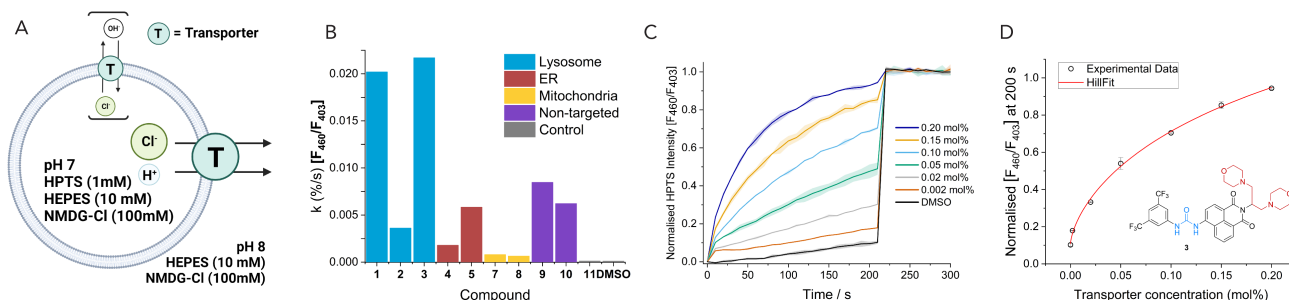 A
OH-
T
T = Transporter
Cl-
Cl-
H+
T
pH 7
HPTS (1mM)
HEPES (10 mM)
NMDG-Cl (100mM)
pH 8
HEPES (10 mM)
NMDG-Cl (100mM)
B
k (%/s) [F460/F403]
0.020
0.015
0.010
0.005
0.000
Lysosome
ER
Mitochondria
Non-targeted
Control
1 2 3 4 5 7 8 9 10 11DMSO
Compound
C
Normalised HPTS Intensity [F460/F403]
1.0
0.8
0.6
0.4
0.2
0.0
0.20 mol%
0.15 mol%
0.10 mol%
0.05 mol%
0.02 mol%
0.002 mol%
DMSO
0 50 100 150 200 250 300
Time / s
D
Normalised [F460/F403] at 200 s
1.0
0.8
0.6
0.4
0.2
0.0
Experimental Data
HillFit
O
N
O
CF3
O
N
N
F3C
O
N
H
N
H
O
3
0.00 0.05 0.10 0.15 0.20
Transporter concentration (mol%)